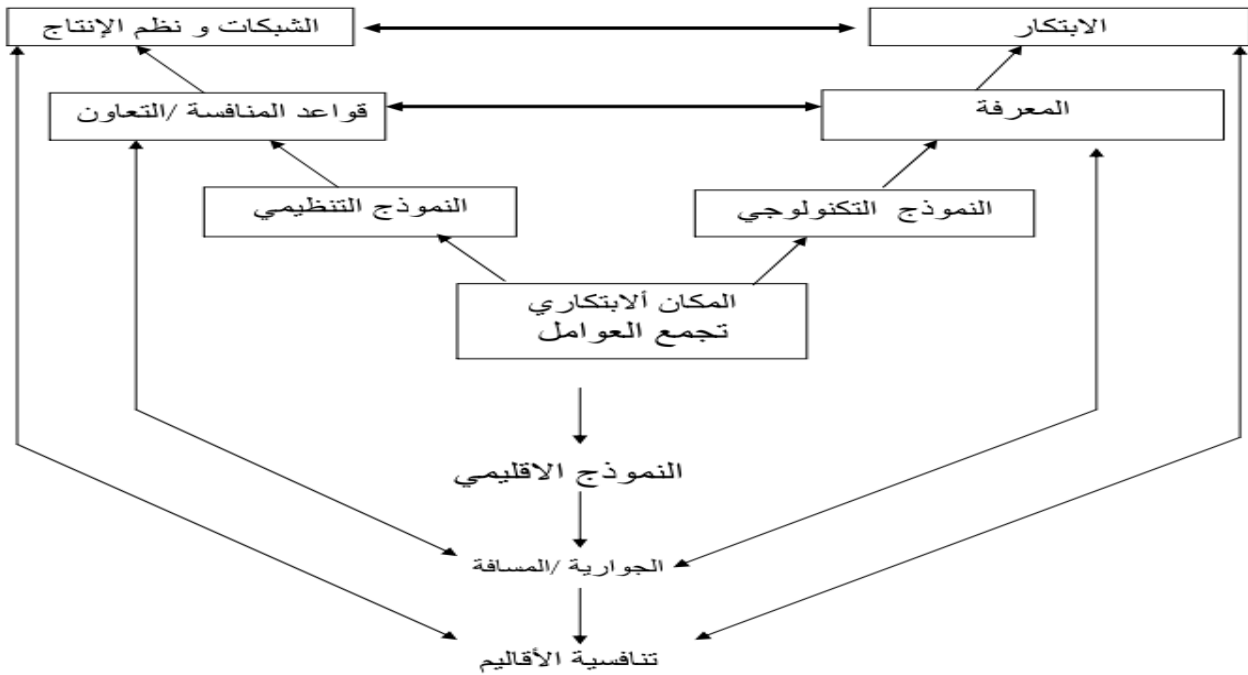 الابتكار
الشبكات و نظم الإنتاج
المعرفة
قواعد المنافسة /التعاون
النموذج التكنولوجي
النموذج التنظيمي
المكان ألابتكاري
تجمع العوامل
النموذج الاقليمي
الجوارية /المسافة
تنافسية الأقاليم